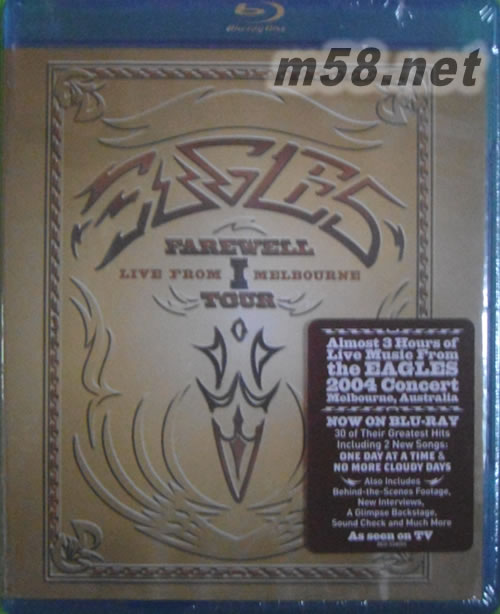 Blu-ray Disc
m58.net
EAGLES
FAREWELL
LIVE FROM I MELBOURNE
TOUR
Almost 3 Hours of
Live Music From
the EAGLES
2004 Concert
Melbourne, Australia
NOW ON BLU-RAY
30 of Their Greatest Hits
Including 2 New Songs:
ONE DAY AT A TIME &
NO MORE CLOUDY DAYS
Also Includes
Behind-the-Scenes Footage,
New Interviews,
A Glimpse Backstage,
Sound Check and Much More
As seen on TV